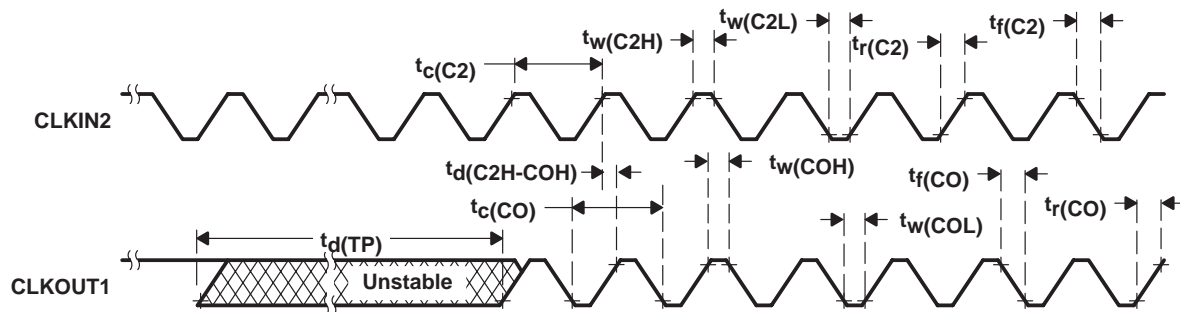 tw(C2L)
tf(C2)
tw(C2H)
tr(C2)
tc(C2)
CLKIN2
td(C2H-COH)
tw(COH)
tf(CO)
tc(CO)
tr(CO)
tw(COL)
td(TP)
CLKOUT1
Unstable